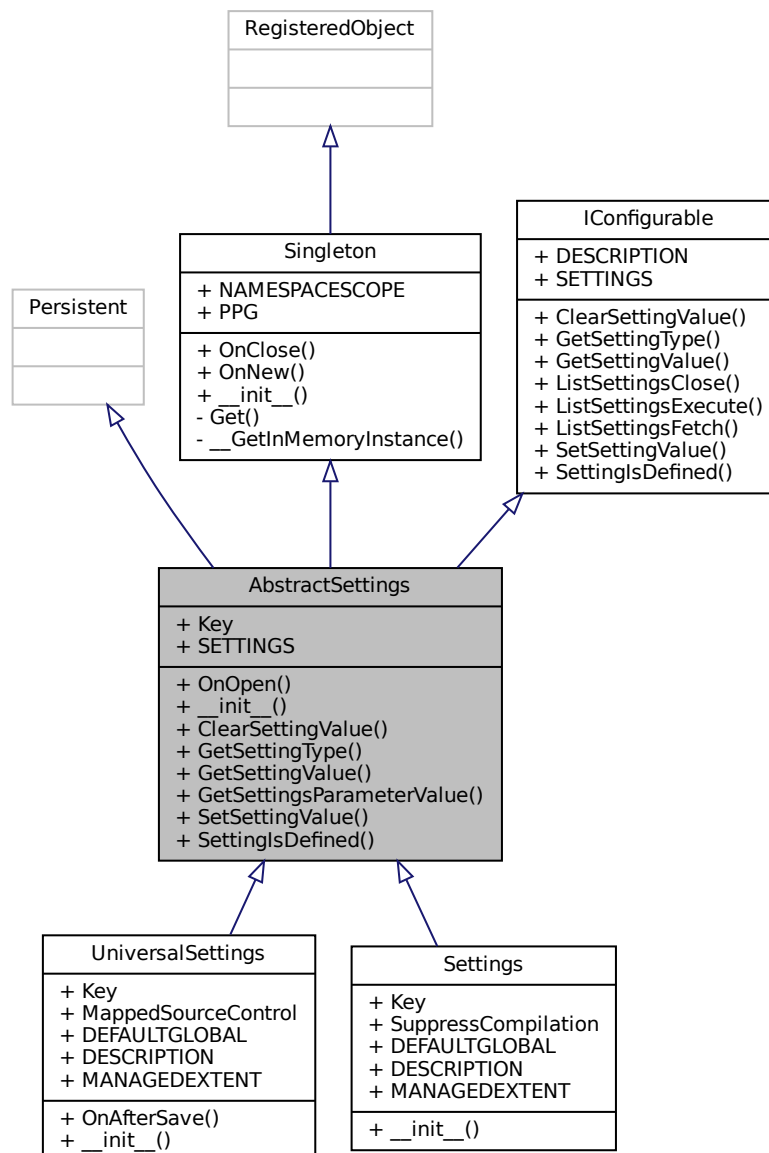 RegisteredObject
Singleton
+ NAMESPACESCOPE
+ PPG
+ OnClose()
+ OnNew()
+ __init__()
- Get()
- __GetInMemoryInstance()
IConfigurable
+ DESCRIPTION
+ SETTINGS
+ ClearSettingValue()
+ GetSettingType()
+ GetSettingValue()
+ ListSettingsClose()
+ ListSettingsExecute()
+ ListSettingsFetch()
+ SetSettingValue()
+ SettingIsDefined()
Persistent
AbstractSettings
+ Key
+ SETTINGS
+ OnOpen()
+ __init__()
+ ClearSettingValue()
+ GetSettingType()
+ GetSettingValue()
+ GetSettingsParameterValue()
+ SetSettingValue()
+ SettingIsDefined()
UniversalSettings
+ Key
+ MappedSourceControl
+ DEFAULTGLOBAL
+ DESCRIPTION
+ MANAGEDEXTENT
+ OnAfterSave()
+ __init__()
Settings
+ Key
+ SuppressCompilation
+ DEFAULTGLOBAL
+ DESCRIPTION
+ MANAGEDEXTENT
+ __init__()